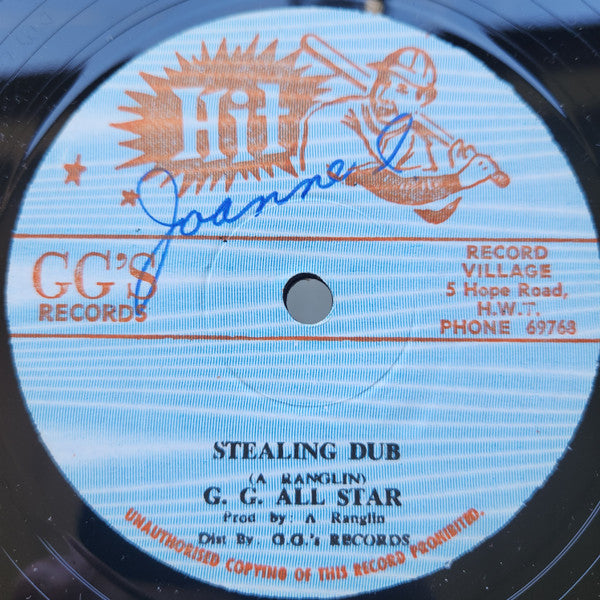 Hit
Joanne
GG'S
RECORDS
RECORD
VILLAGE
5 Hope Road,
H.W.T.
PHONE 69763
STEALING DUB
(A RANGLIN)
G. G. ALL STAR
Prod by: A Ranglin
Dist By. G.G.'s RECORDS
UNAUTHORISED COPYING OF THIS RECORD PROHIBITED.